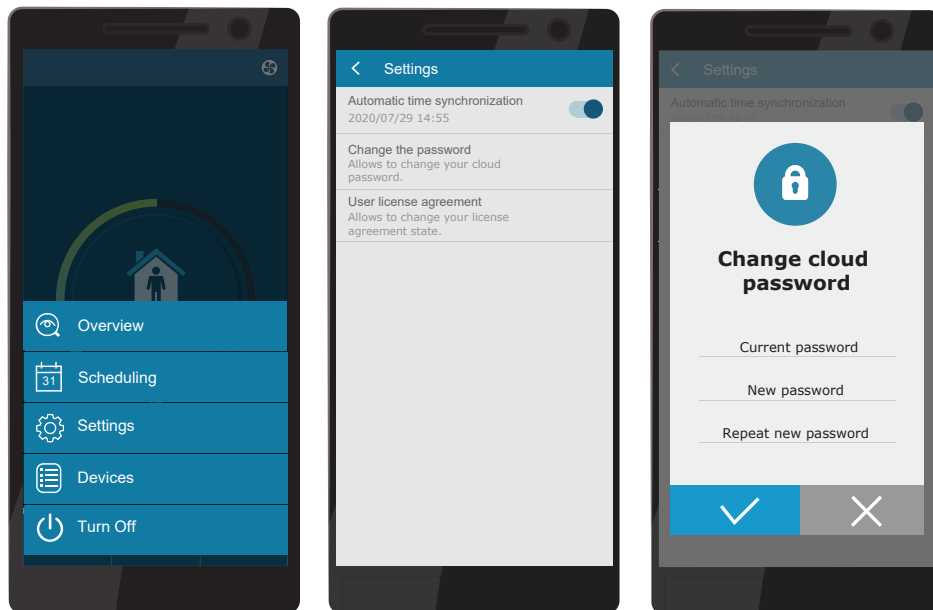 Overview
31
Scheduling
Settings
Devices
Turn Off
Settings
Automatic time synchronization
2020/07/29 14:55
Change the password
Allows to change your cloud
password.
User license agreement
Allows to change your license
agreement state.
Settings
Automatic time synchronization
Change cloud
password
Current password
New password
Repeat new password